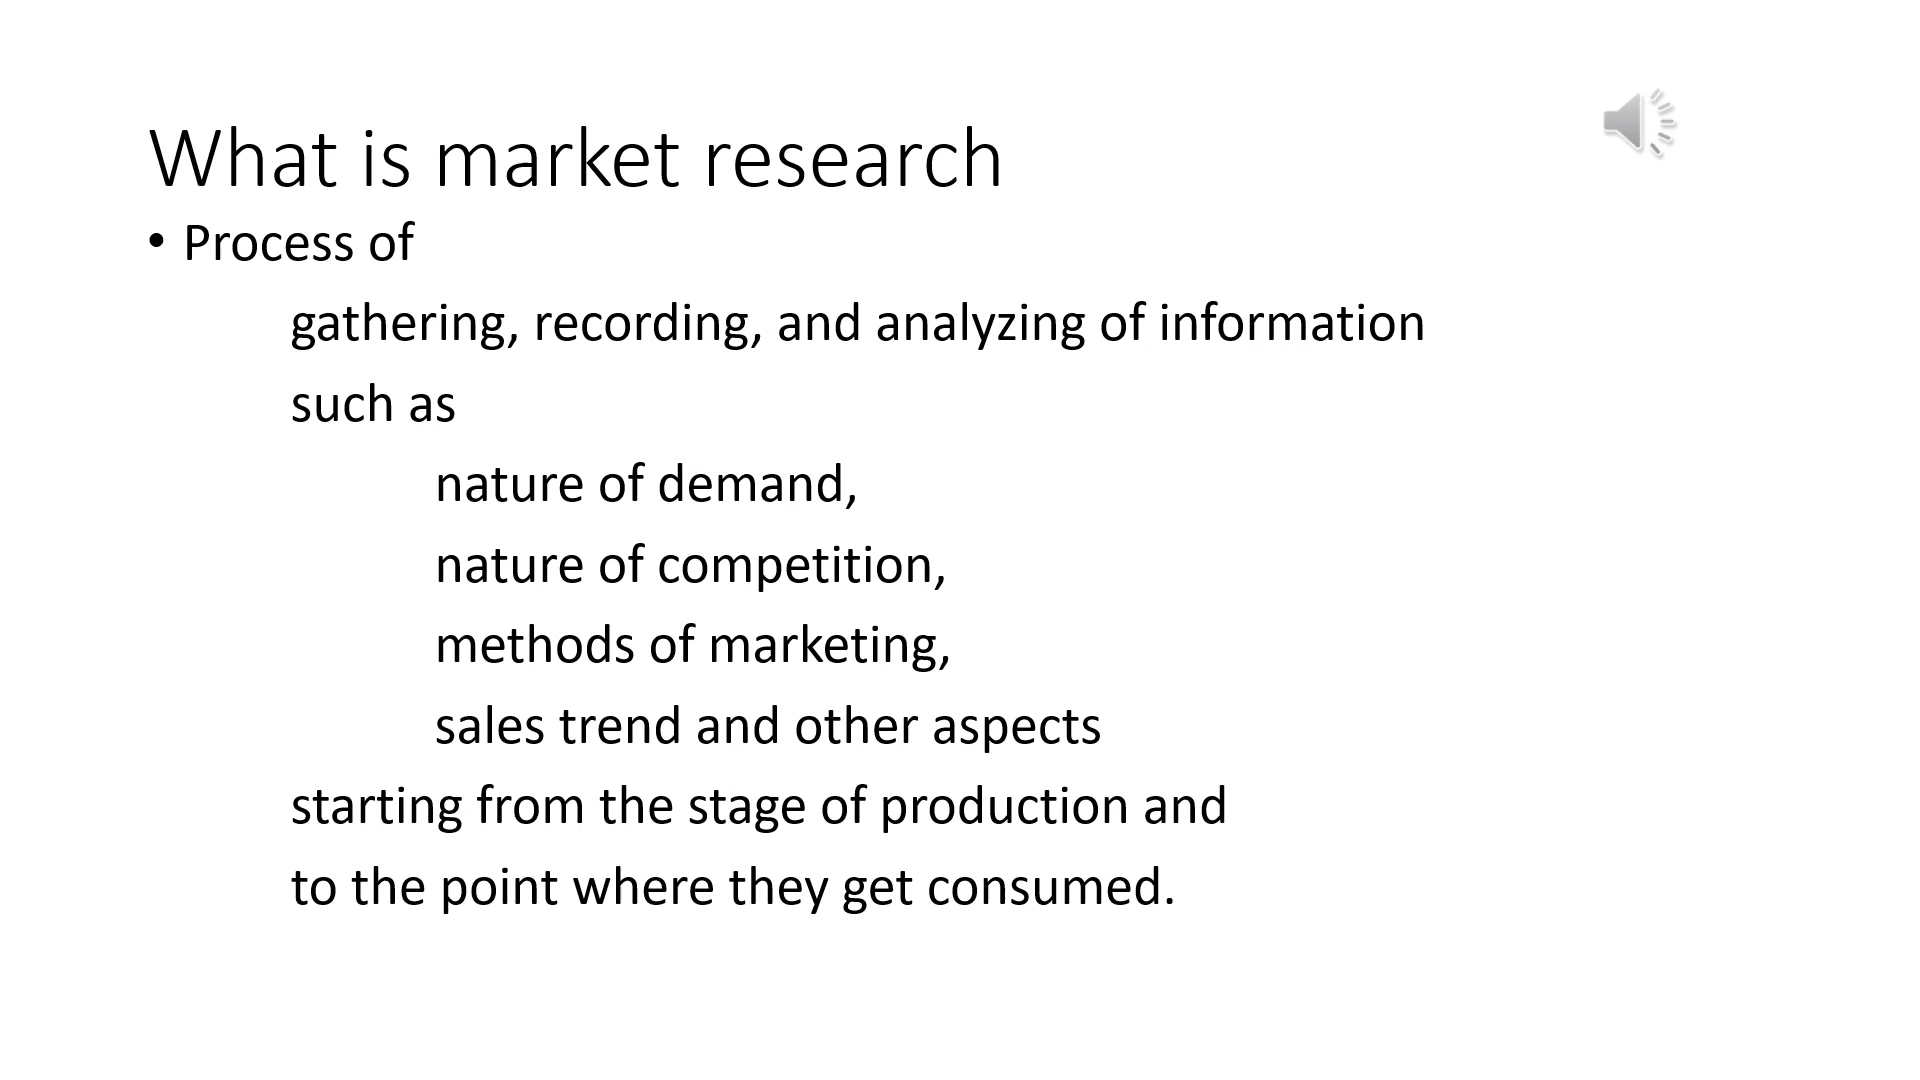 What is market research
• Process of
gathering, recording, and analyzing of information
such as
nature of demand,
nature of competition,
methods of marketing,
sales trend and other aspects
starting from the stage of production and
to the point where they get consumed.